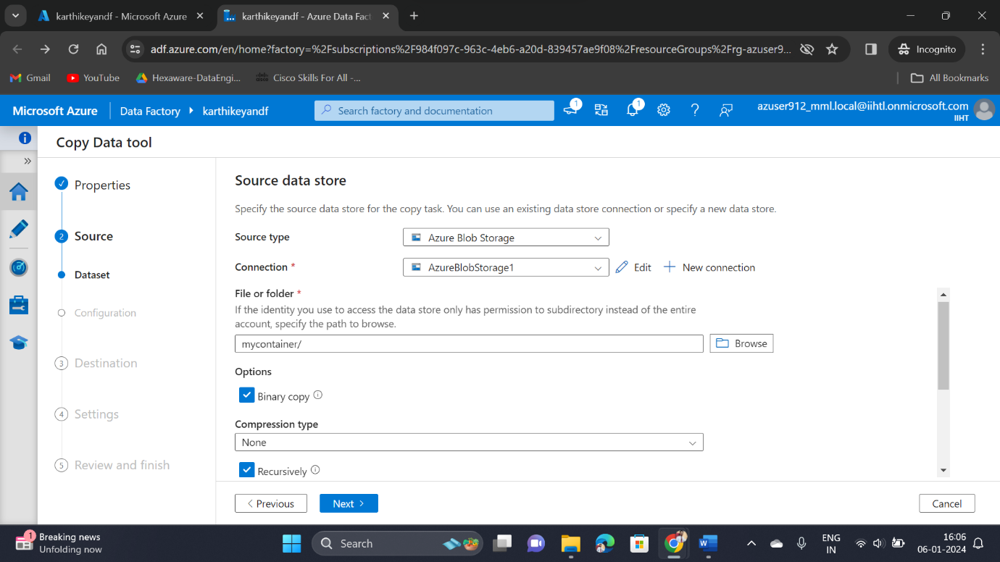 karthikeyandf - Microsoft Azure
karthikeyandf - Azure Data Fact
adf.azure.com/en/home?factory=%2Fsubscriptions%2F984f097c-963c-4eb6-a20d-839457ae9f08%2FresourceGroups%2Frg-azuser9...
Incognito
Gmail
YouTube
Hexaware-DataEngi...
Cisco Skills For All -...
All Bookmarks
Microsoft Azure
Data Factory
karthikeyandf
Search factory and documentation
1
1
azuser912_mml.local@iihtl.onmicrosoft.com
IIHT
Copy Data tool
Properties
2 Source
Dataset
Configuration
3 Destination
4 Settings
5 Review and finish
Source data store
Specify the source data store for the copy task. You can use an existing data store connection or specify a new data store.
Source type
Azure Blob Storage
Connection *
AzureBlobStorage1
Edit
New connection
File or folder *
If the identity you use to access the data store only has permission to subdirectory instead of the entire
account, specify the path to browse.
mycontainer/
Browse
Options
Binary copy
Compression type
None
Recursively
Previous
Next
Cancel
1
Breaking news
Unfolding now
Search
ENG
IN
16:06
06-01-2024